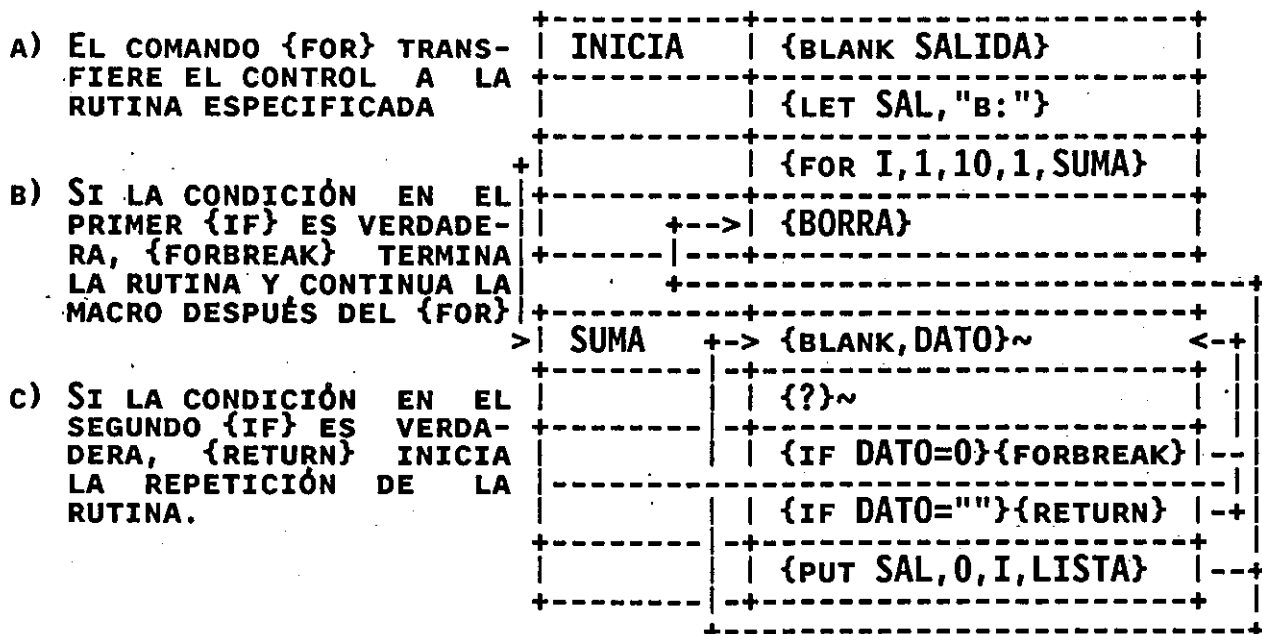 A) EL COMANDO {FOR} TRANS-
FIERE EL CONTROL A LA
RUTINA ESPECIFICADA
B) SI LA CONDICIÓN EN EL
PRIMER {IF} ES VERDADE-
RA, {FORBREAK} TERMINA
LA RUTINA Y CONTINUA LA
MACRO DESPUÉS DEL {FOR}
C) SI LA CONDICIÓN EN EL
SEGUNDO {IF} ES VERDA-
DERA, {RETURN} INICIA
LA REPETICIÓN DE LA
RUTINA.
INICIA {BLANK SALIDA}
{LET SAL,"B:"}
{FOR I,1,10,1,SUMA}
{BORRA}
SUMA {BLANK,DATO}~
{?}~
{IF DATO=0}{FORBREAK}
{IF DATO=""}{RETURN}
{PUT SAL,0,I,LISTA}